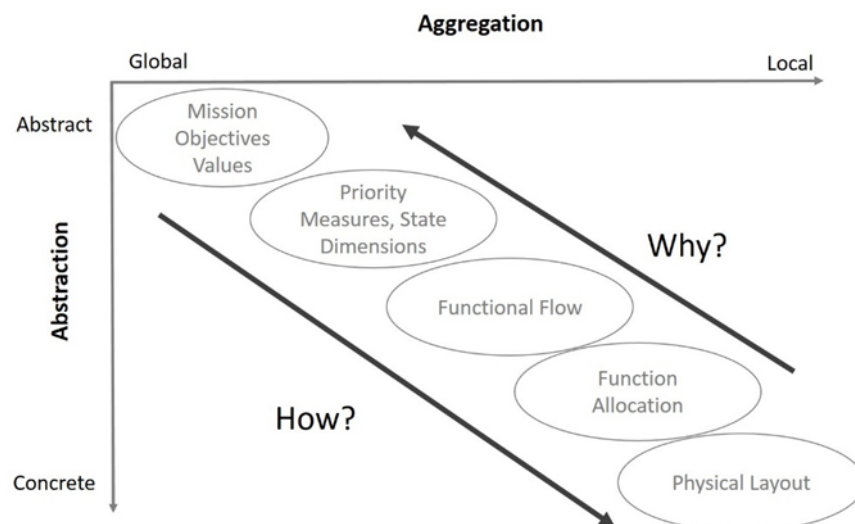 Aggregation
Global
Local
Abstract
Mission
Objectives
Values
Priority
Measures, State
Dimensions
Why?
Abstraction
Functional Flow
Function
Allocation
How?
Concrete
Physical Layout